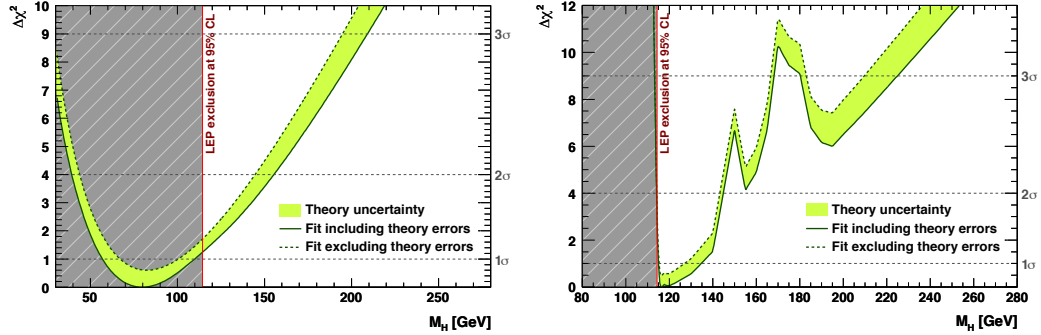 Δχ²
10
9
8
7
6
5
4
3
2
1
0
LEP exclusion at 95% CL
3σ
2σ
1σ
Theory uncertainty
Fit including theory errors
Fit excluding theory errors
50
100
150
200
250
M_H [GeV]
Δχ²
12
10
8
6
4
2
0
LEP exclusion at 95% CL
3σ
2σ
1σ
Theory uncertainty
Fit including theory errors
Fit excluding theory errors
80
100
120
140
160
180
200
220
240
260
280
M_H [GeV]